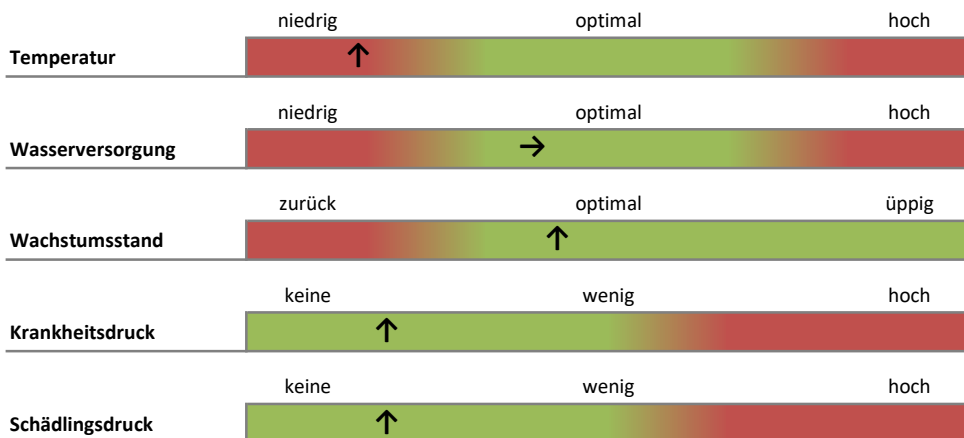 niedrig optimal hoch
Temperatur ↑
niedrig optimal hoch
Wasserversorgung →
zurück optimal üppig
Wachstumsstand ↑
keine wenig hoch
Krankheitsdruck ↑
keine wenig hoch
Schädlingsdruck ↑